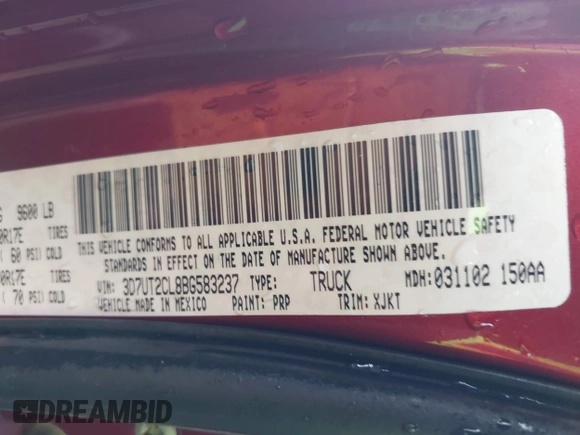 G 9600 LB
0R17E TIRES
( 60 PSI) COLD
0R17E TIRES
( 70 PSI) COLD
THIS VEHICLE CONFORMS TO ALL APPLICABLE U.S.A. FEDERAL MOTOR VEHICLE SAFETY
STANDARDS IN EFFECT ON THE DATE OF MANUFACTURE SHOWN ABOVE.
VIN: 3D7UT2CL8BG583237 TYPE: TRUCK MDH: 031102 150AA
VEHICLE MADE IN MEXICO PAINT: PRP TRIM: XJKT
DREAMBID